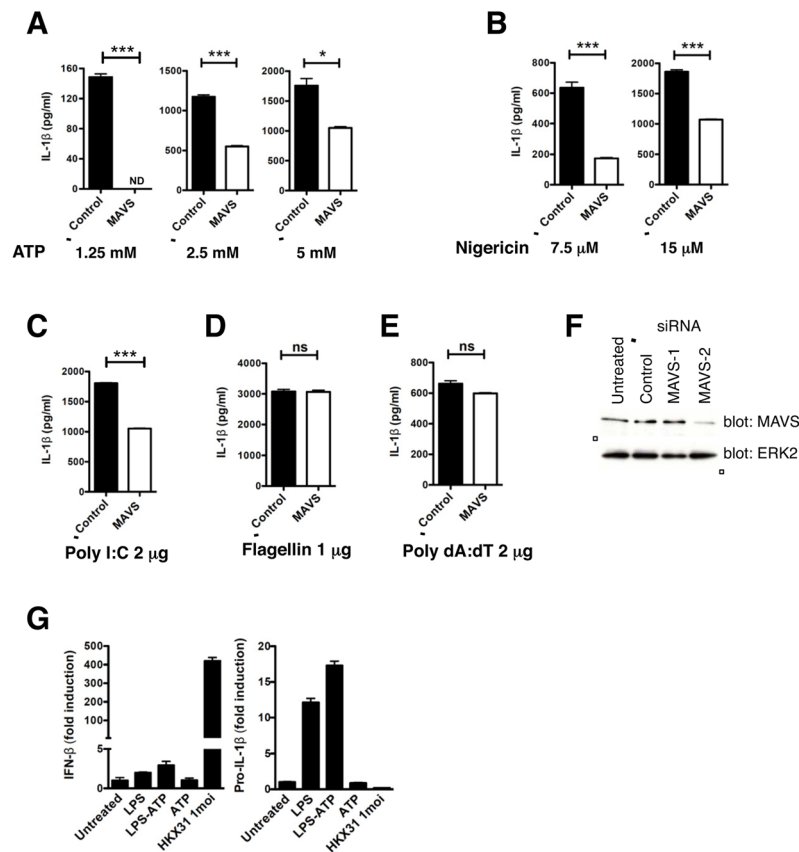 A
B
***
***
*
***
***
IL-1β (pg/ml)
160
120
80
40
0
ND
Control
MAVS
1500
1000
500
0
Control
MAVS
2000
1500
1000
500
0
Control
MAVS
ATP
1.25 mM
2.5 mM
5 mM
IL-1β (pg/ml)
800
600
400
200
0
Control
MAVS
2000
1500
1000
500
0
Control
MAVS
Nigericin
7.5 μM
15 μM
C
D
E
F
***
ns
ns
IL-1β (pg/ml)
2000
1500
1000
500
0
Control
MAVS
Poly I:C 2 μg
IL-1β (pg/ml)
4000
3000
2000
1000
0
Control
MAVS
Flagellin 1 μg
IL-1β (pg/ml)
800
600
400
200
0
Control
MAVS
Poly dA:dT 2 μg
siRNA
Untreated
Control
MAVS-1
MAVS-2
blot: MAVS
blot: ERK2
G
IFN-β (fold induction)
500
400
300
200
100
5
0
Untreated
LPS
LPS-ATP
ATP
HKX31 1moi
Pro-IL-1β (fold induction)
20
15
10
5
0
Untreated
LPS
LPS-ATP
ATP
HKX31 1moi